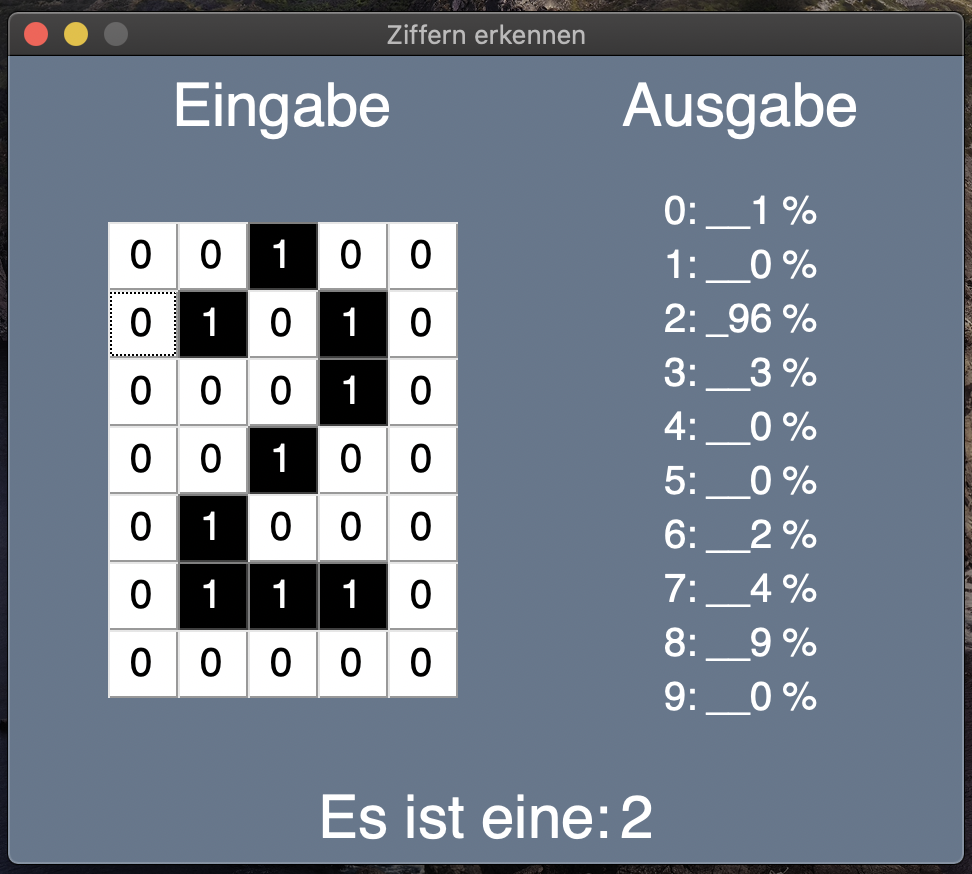 Ziffern erkennen
Eingabe
Ausgabe
0 0 1 0 0
0 1 0 1 0
0 0 0 1 0
0 0 1 0 0
0 1 0 0 0
0 1 1 1 0
0 0 0 0 0
0: __1 %
1: __0 %
2: _96 %
3: __3 %
4: __0 %
5: __0 %
6: __2 %
7: __4 %
8: __9 %
9: __0 %
Es ist eine: 2